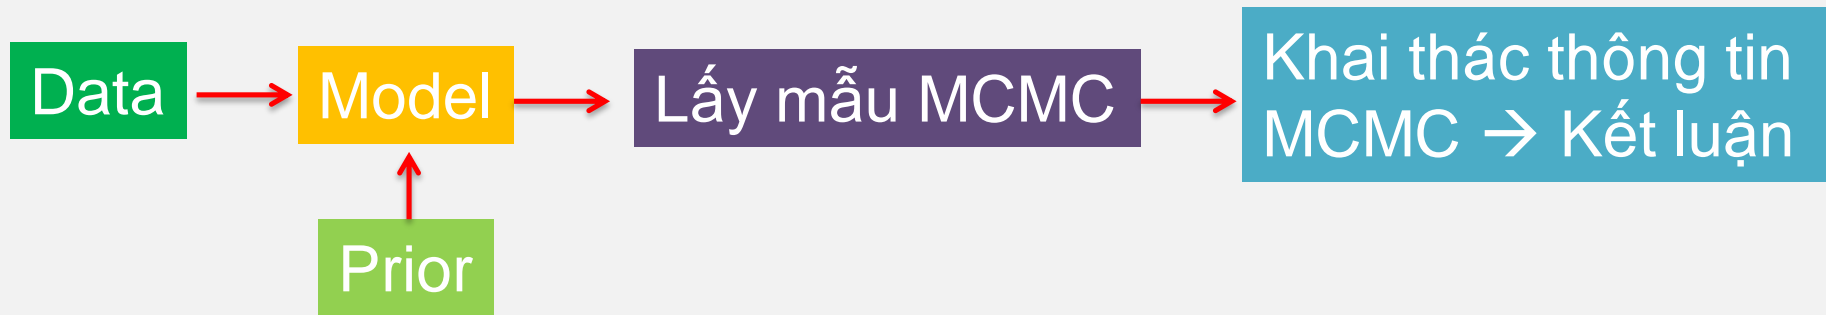 Data
Model
Lấy mẫu MCMC
Khai thác thông tin
MCMC → Kết luận
Prior